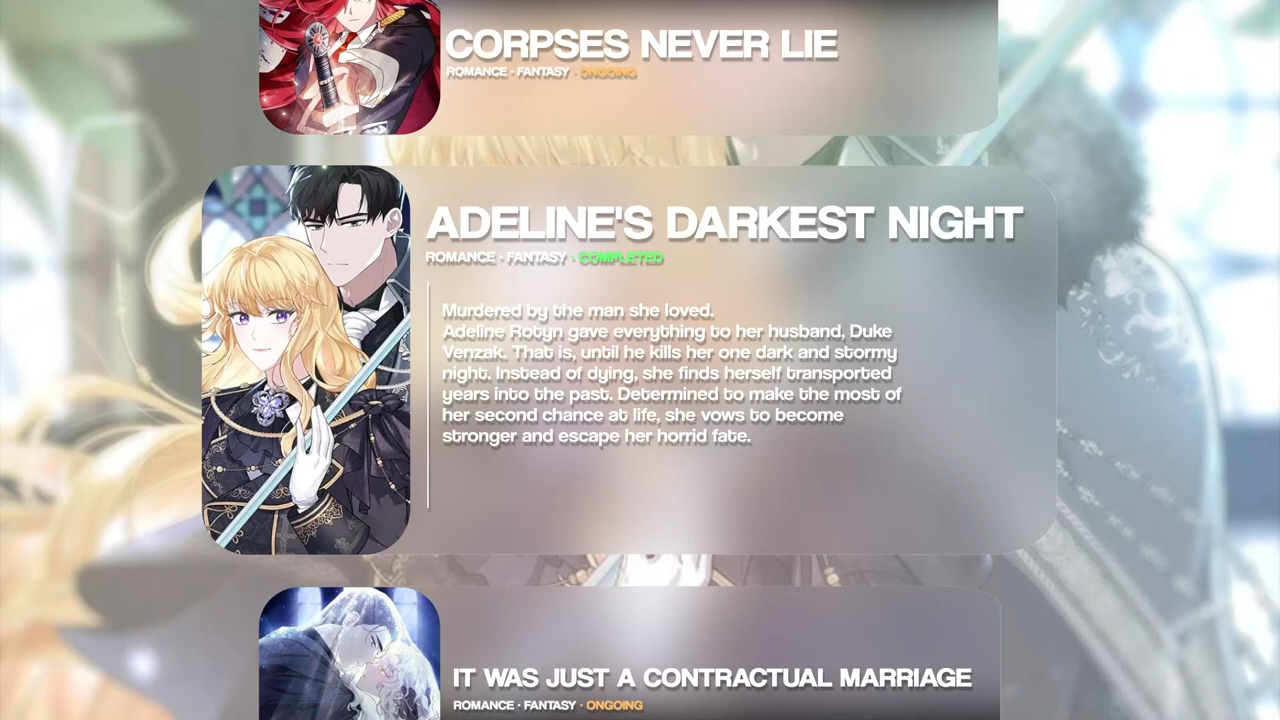 CORPSES NEVER LIE
ROMANCE · FANTASY · ONGOING
ADELINE'S DARKEST NIGHT
ROMANCE · FANTASY · COMPLETED
Murdered by the man she loved.
Adeline Rotyn gave everything to her husband, Duke
Venzak. That is, until he kills her one dark and stormy
night. Instead of dying, she finds herself transported
years into the past. Determined to make the most of
her second chance at life, she vows to become
stronger and escape her horrid fate.
IT WAS JUST A CONTRACTUAL MARRIAGE
ROMANCE · FANTASY · ONGOING